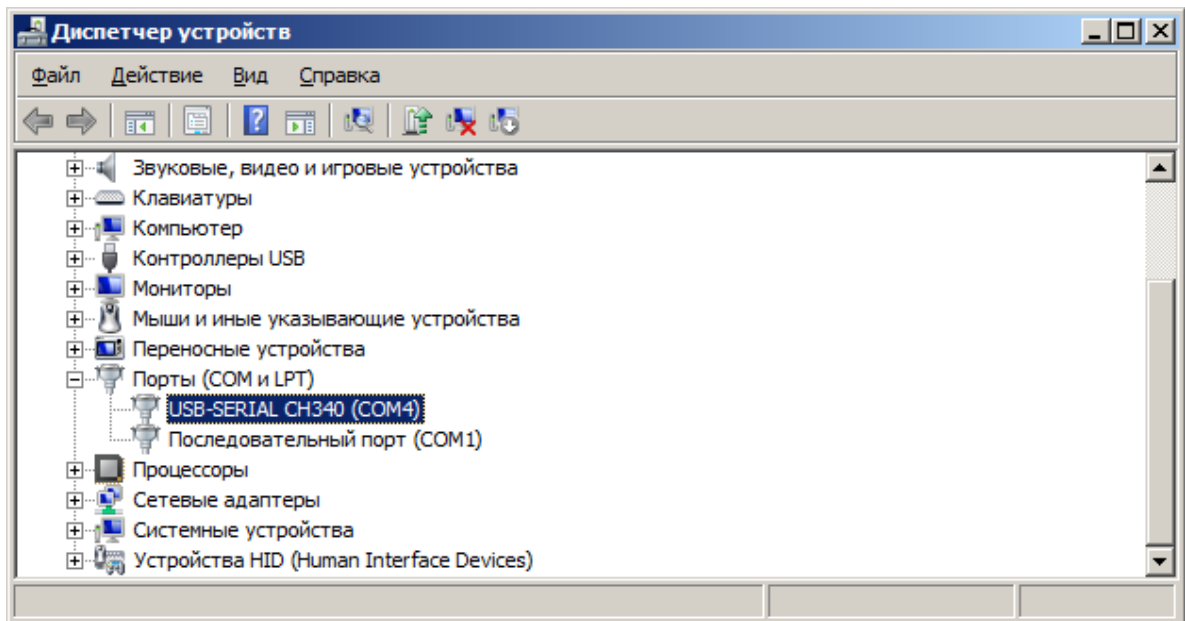 Диспетчер устройств
Файл Действие Вид Справка
Звуковые, видео и игровые устройства
Клавиатуры
Компьютер
Контроллеры USB
Мониторы
Мыши и иные указывающие устройства
Переносные устройства
Порты (COM и LPT)
USB-SERIAL CH340 (COM4)
Последовательный порт (COM1)
Процессоры
Сетевые адаптеры
Системные устройства
Устройства HID (Human Interface Devices)